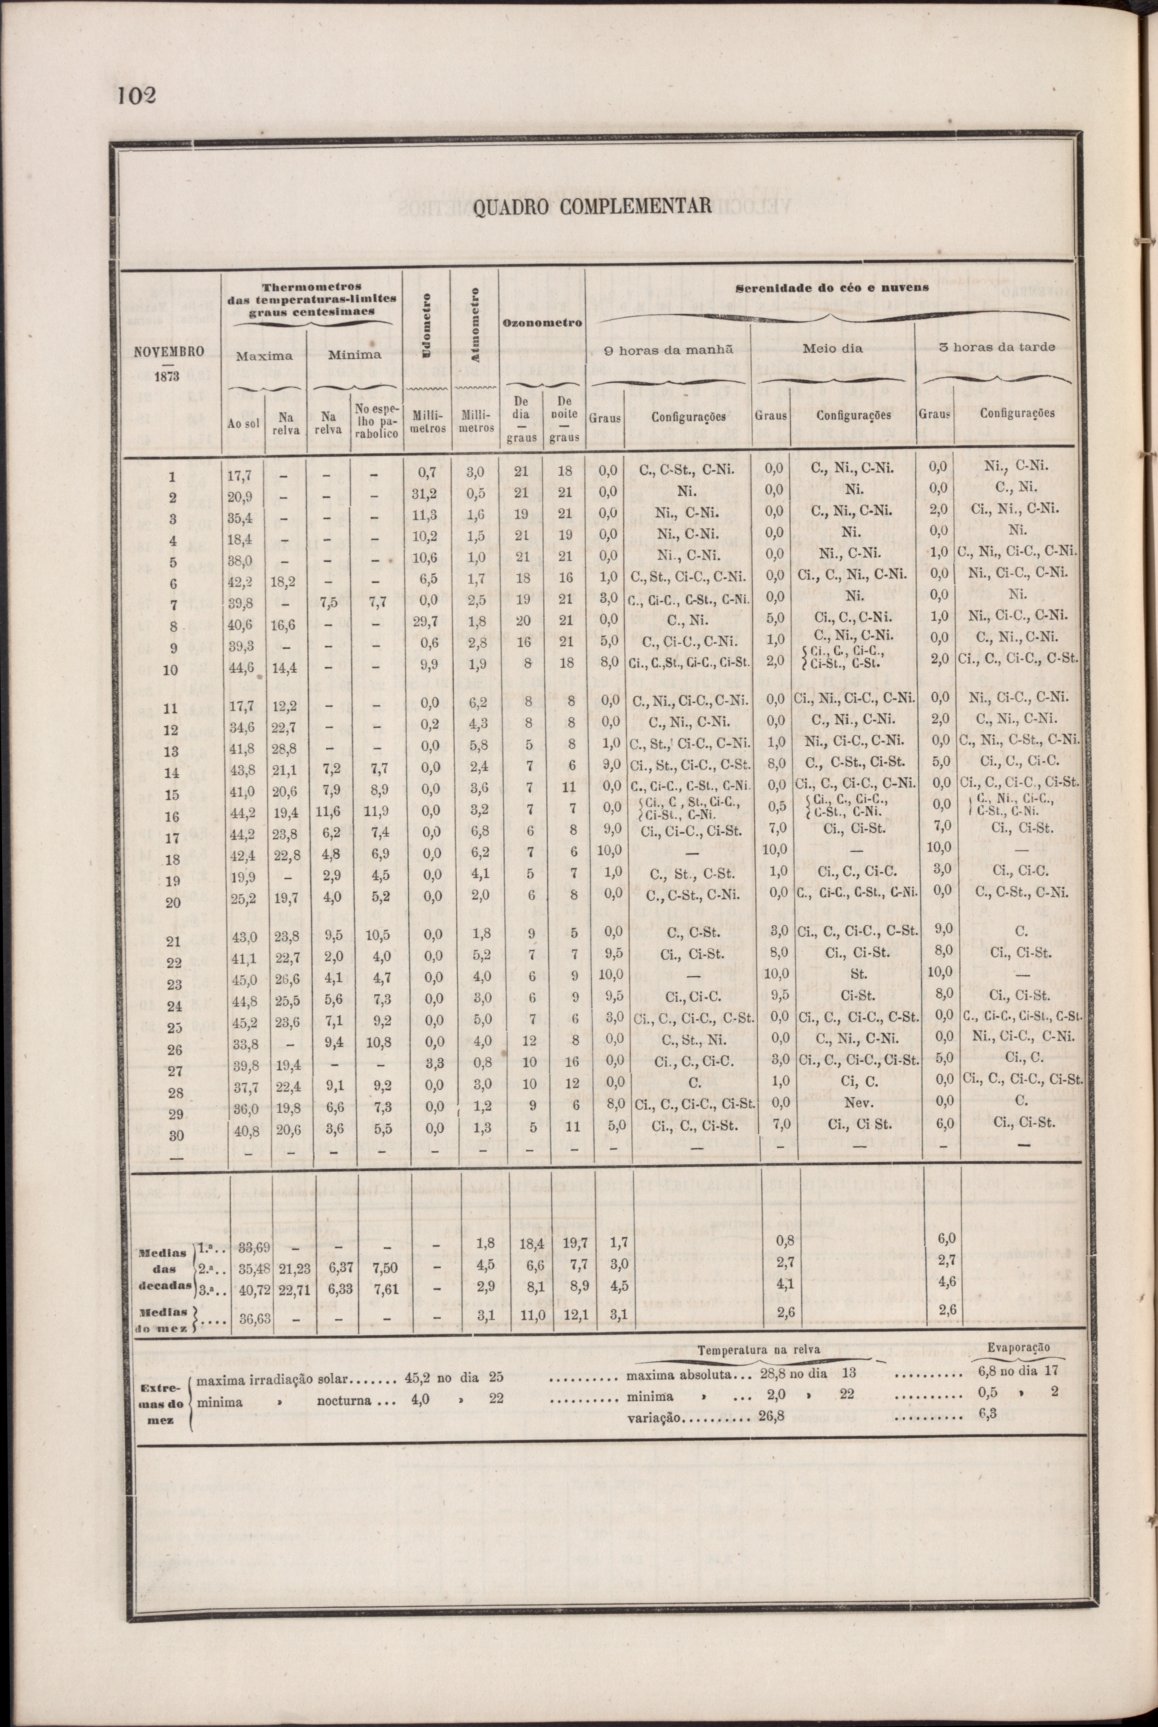 102
QUADRO COMPLEMENTAR
NOVEMBRO
—
1873
Thermometros
das temperaturas-limites
graus centesimaes
Udometro
Atmometro
Ozonometro
Serenidade do céo e nuvens
Maxima Minima
9 horas da manhã Meio dia 3 horas da tarde
Ao sol
Na relva
Na relva
No espelho parabolico
Millimetros
Millimetros
De dia — graus
De noite — graus
Graus Configurações Graus Configurações Graus Configurações
1 17,7 – – – 0,7 3,0 21 18 0,0 C., C-St., C-Ni. 0,0 C., Ni., C-Ni. 0,0 Ni., C-Ni.
2 20,9 – – – 31,2 0,5 21 21 0,0 Ni. 0,0 Ni. 0,0 C., Ni.
3 35,4 – – – 11,3 1,6 19 21 0,0 Ni., C-Ni. 0,0 C., Ni., C-Ni. 2,0 Ci., Ni., C-Ni.
4 18,4 – – – 10,2 1,5 21 19 0,0 Ni., C-Ni. 0,0 Ni. 0,0 Ni.
5 38,0 – – – 10,6 1,0 21 21 0,0 Ni., C-Ni. 0,0 Ni., C-Ni. 1,0 C., Ni., Ci-C., C-Ni.
6 42,2 18,2 – – 6,5 1,7 18 16 1,0 C., St., Ci-C., C-Ni. 0,0 Ci., C., Ni., C-Ni. 0,0 Ni., Ci-C., C-Ni.
7 39,8 – 7,5 7,7 0,0 2,5 19 21 3,0 C., Ci-C., C-St., C-Ni. 0,0 Ni. 0,0 Ni.
8 40,6 16,6 – – 29,7 1,8 20 21 0,0 C., Ni. 5,0 Ci., C., C-Ni. 1,0 Ni., Ci-C., C-Ni.
9 39,3 – – – 0,6 2,8 16 21 5,0 C., Ci-C., C-Ni. 1,0 C., Ni., C-Ni. 0,0 C., Ni., C-Ni.
10 44,6 14,4 – – 9,9 1,9 8 18 8,0 Ci., C., St., Ci-C., Ci-St. 2,0 Ci., C., Ci-C., Ci-St., C-St. 2,0 Ci., C., Ci-C., C-St.
11 17,7 12,2 – – 0,0 6,2 8 8 0,0 C., Ni., Ci-C., C-Ni. 0,0 Ci., Ni., Ci-C., C-Ni. 0,0 Ni., Ci-C., C-Ni.
12 34,6 22,7 – – 0,2 4,3 8 8 0,0 C., Ni., C-Ni. 0,0 C., Ni., C-Ni. 2,0 C., Ni., C-Ni.
13 41,8 28,8 – – 0,0 5,8 5 8 1,0 C., St., Ci-C., C-Ni. 1,0 Ni., Ci-C., C-Ni. 0,0 C., Ni., C-St., C-Ni.
14 43,8 21,1 7,2 7,7 0,0 2,4 7 6 9,0 Ci., St., Ci-C., C-St. 8,0 C., C-St., Ci-St. 5,0 Ci., C., Ci-C.
15 41,0 20,6 7,9 8,9 0,0 3,6 7 11 0,0 C., Ci-C., C-St., C-Ni. 0,0 Ci., C., Ci-C., C-Ni. 0,0 Ci., C., Ci-C., Ci-St.
16 44,2 19,4 11,6 11,9 0,0 3,2 7 7 0,0 Ci., C., St., Ci-C., Ci-St., C-Ni. 0,5 Ci., C., Ci-C., C-St., C-Ni. 0,0 C., Ni., Ci-C., C-St., C-Ni.
17 44,2 23,8 6,2 7,4 0,0 6,8 6 8 9,0 Ci., Ci-C., Ci-St. 7,0 Ci., Ci-St. 7,0 Ci., Ci-St.
18 42,4 22,8 4,8 6,9 0,0 6,2 7 6 10,0 — 10,0 — 10,0 —
19 19,9 – 2,9 4,5 0,0 4,1 5 7 1,0 C., St., C-St. 1,0 Ci., C., Ci-C. 3,0 Ci., Ci-C.
20 25,2 19,7 4,0 5,2 0,0 2,0 6 8 0,0 C., C-St., C-Ni. 0,0 C., Ci-C., C-St., C-Ni. 0,0 C., C-St., C-Ni.
21 43,0 23,8 9,5 10,5 0,0 1,8 9 5 0,0 C., C-St. 3,0 Ci., C., Ci-C., C-St. 9,0 C.
22 41,1 22,7 2,0 4,0 0,0 5,2 7 7 9,5 Ci., Ci-St. 8,0 Ci., Ci-St. 8,0 Ci., Ci-St.
23 45,0 26,6 4,1 4,7 0,0 4,0 6 9 10,0 — 10,0 St. 10,0 —
24 44,8 25,5 5,6 7,3 0,0 3,0 6 9 9,5 Ci., Ci-C. 9,5 Ci-St. 8,0 Ci., Ci-St.
25 45,2 23,6 7,1 9,2 0,0 5,0 7 6 3,0 Ci., C., Ci-C., C-St. 0,0 Ci., C., Ci-C., C-St. 0,0 C., Ci-C., Ci-St., C-St.
26 33,8 – 9,4 10,8 0,0 4,0 12 8 0,0 C., St., Ni. 0,0 C., Ni., C-Ni. 0,0 Ni., Ci-C., C-Ni.
27 39,8 19,4 – – 3,3 0,8 10 16 0,0 Ci., C., Ci-C. 3,0 Ci., C., Ci-C., Ci-St. 5,0 Ci., C.
28 37,7 22,4 9,1 9,2 0,0 3,0 10 12 0,0 C. 1,0 Ci, C. 0,0 Ci., C., Ci-C., Ci-St.
29 36,0 19,8 6,6 7,3 0,0 1,2 9 6 8,0 Ci., C., Ci-C., Ci-St. 0,0 Nev. 0,0 C.
30 40,8 20,6 3,6 5,5 0,0 1,3 5 11 5,0 Ci., C., Ci-St. 7,0 Ci., Ci St. 6,0 Ci., Ci-St.
— – – – – – – – – – — – — – —
Medias das decadas
1.ª.. 33,69 – – – – 1,8 18,4 19,7 1,7 0,8 6,0
2.ª.. 35,48 21,23 6,37 7,50 – 4,5 6,6 7,7 3,0 2,7 2,7
3.ª.. 40,72 22,71 6,33 7,61 – 2,9 8,1 8,9 4,5 4,1 4,6
Medias do mez .... 36,63 – – – – 3,1 11,0 12,1 3,1 2,6 2,6
Temperatura na relva Evaporação
Extremas do mez
maxima irradiação solar....... 45,2 no dia 25 .......... maxima absoluta... 28,8 no dia 13 .......... 6,8 no dia 17
minima » nocturna ... 4,0 » 22 .......... minima » ... 2,0 » 22 .......... 0,5 » 2
variação.......... 26,8 .......... 6,3